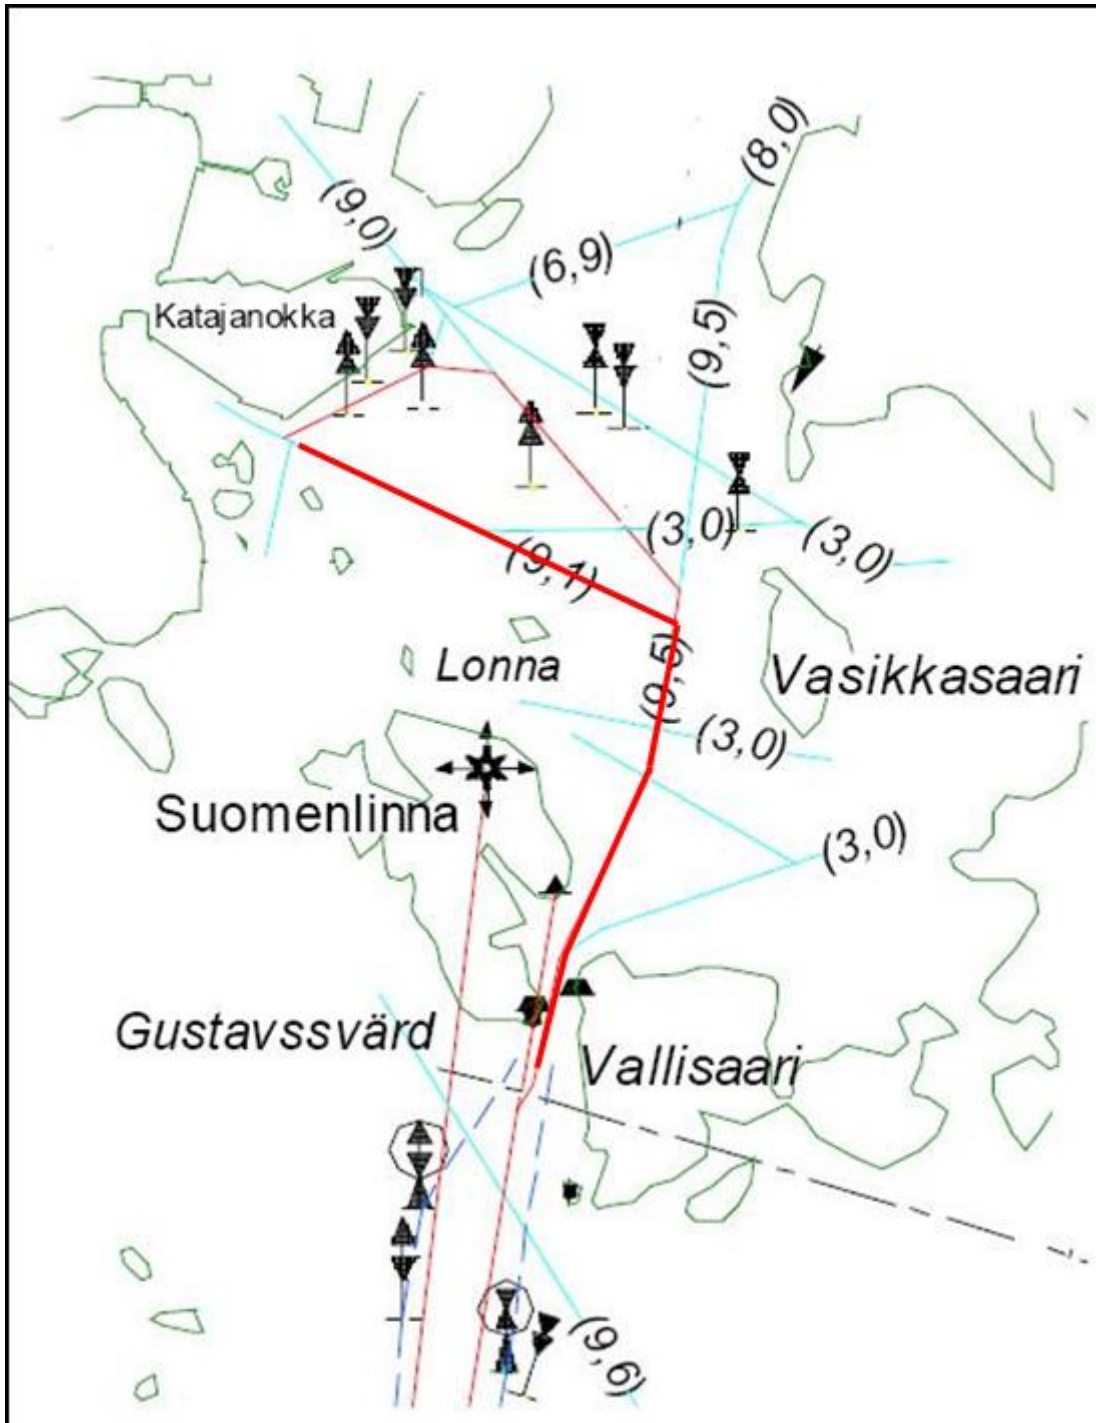 (8,0)
(9,0)
(6,9)
Katajanokka
(9,5)
(3,0)
(3,0)
(9,1)
Lonna
(9,5)
Vasikkasaari
(3,0)
Suomenlinna
(3,0)
Gustavssvärd
Vallisaari
(9,6)